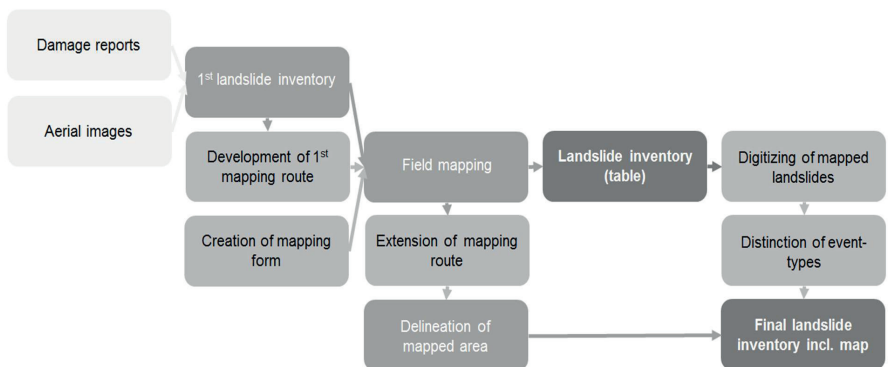 Damage reports
Aerial images
1st landslide inventory
Development of 1st
mapping route
Creation of mapping
form
Field mapping
Extension of mapping
route
Delineation of
mapped area
Landslide inventory
(table)
Digitizing of mapped
landslides
Distinction of event-
types
Final landslide
inventory incl. map